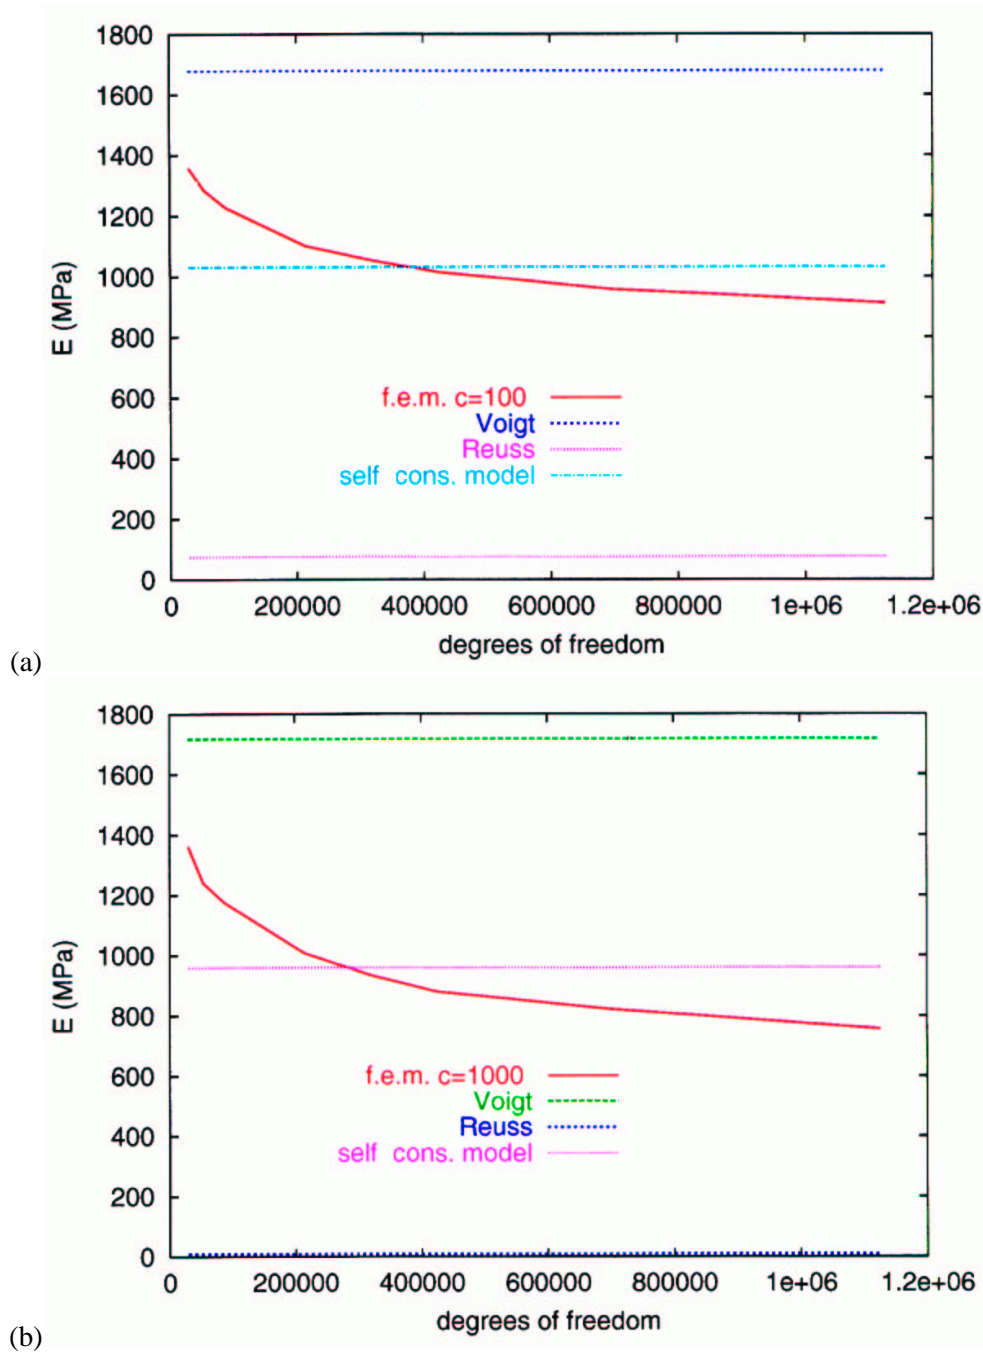 1800
1600
1400
1200
1000
800
600
400
200
0
E (MPa)
f.e.m. c=100
Voigt
Reuss
self cons. model
0 200000 400000 600000 800000 1e+06 1.2e+06
degrees of freedom
(a)
1800
1600
1400
1200
1000
800
600
400
200
0
E (MPa)
f.e.m. c=1000
Voigt
Reuss
self cons. model
0 200000 400000 600000 800000 1e+06 1.2e+06
degrees of freedom
(b)